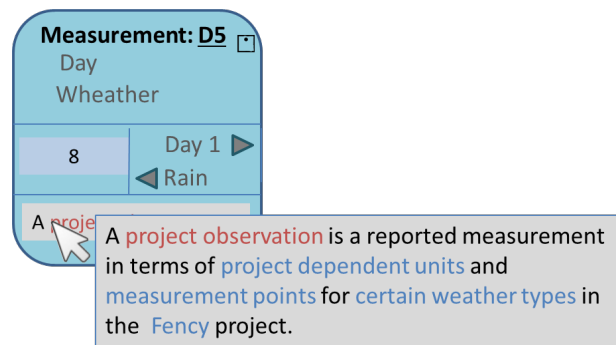 Measurement: D5
Day
Wheather
8
Day 1
Rain
A proje
A project observation is a reported measurement
in terms of project dependent units and
measurement points for certain weather types in
the Fency project.